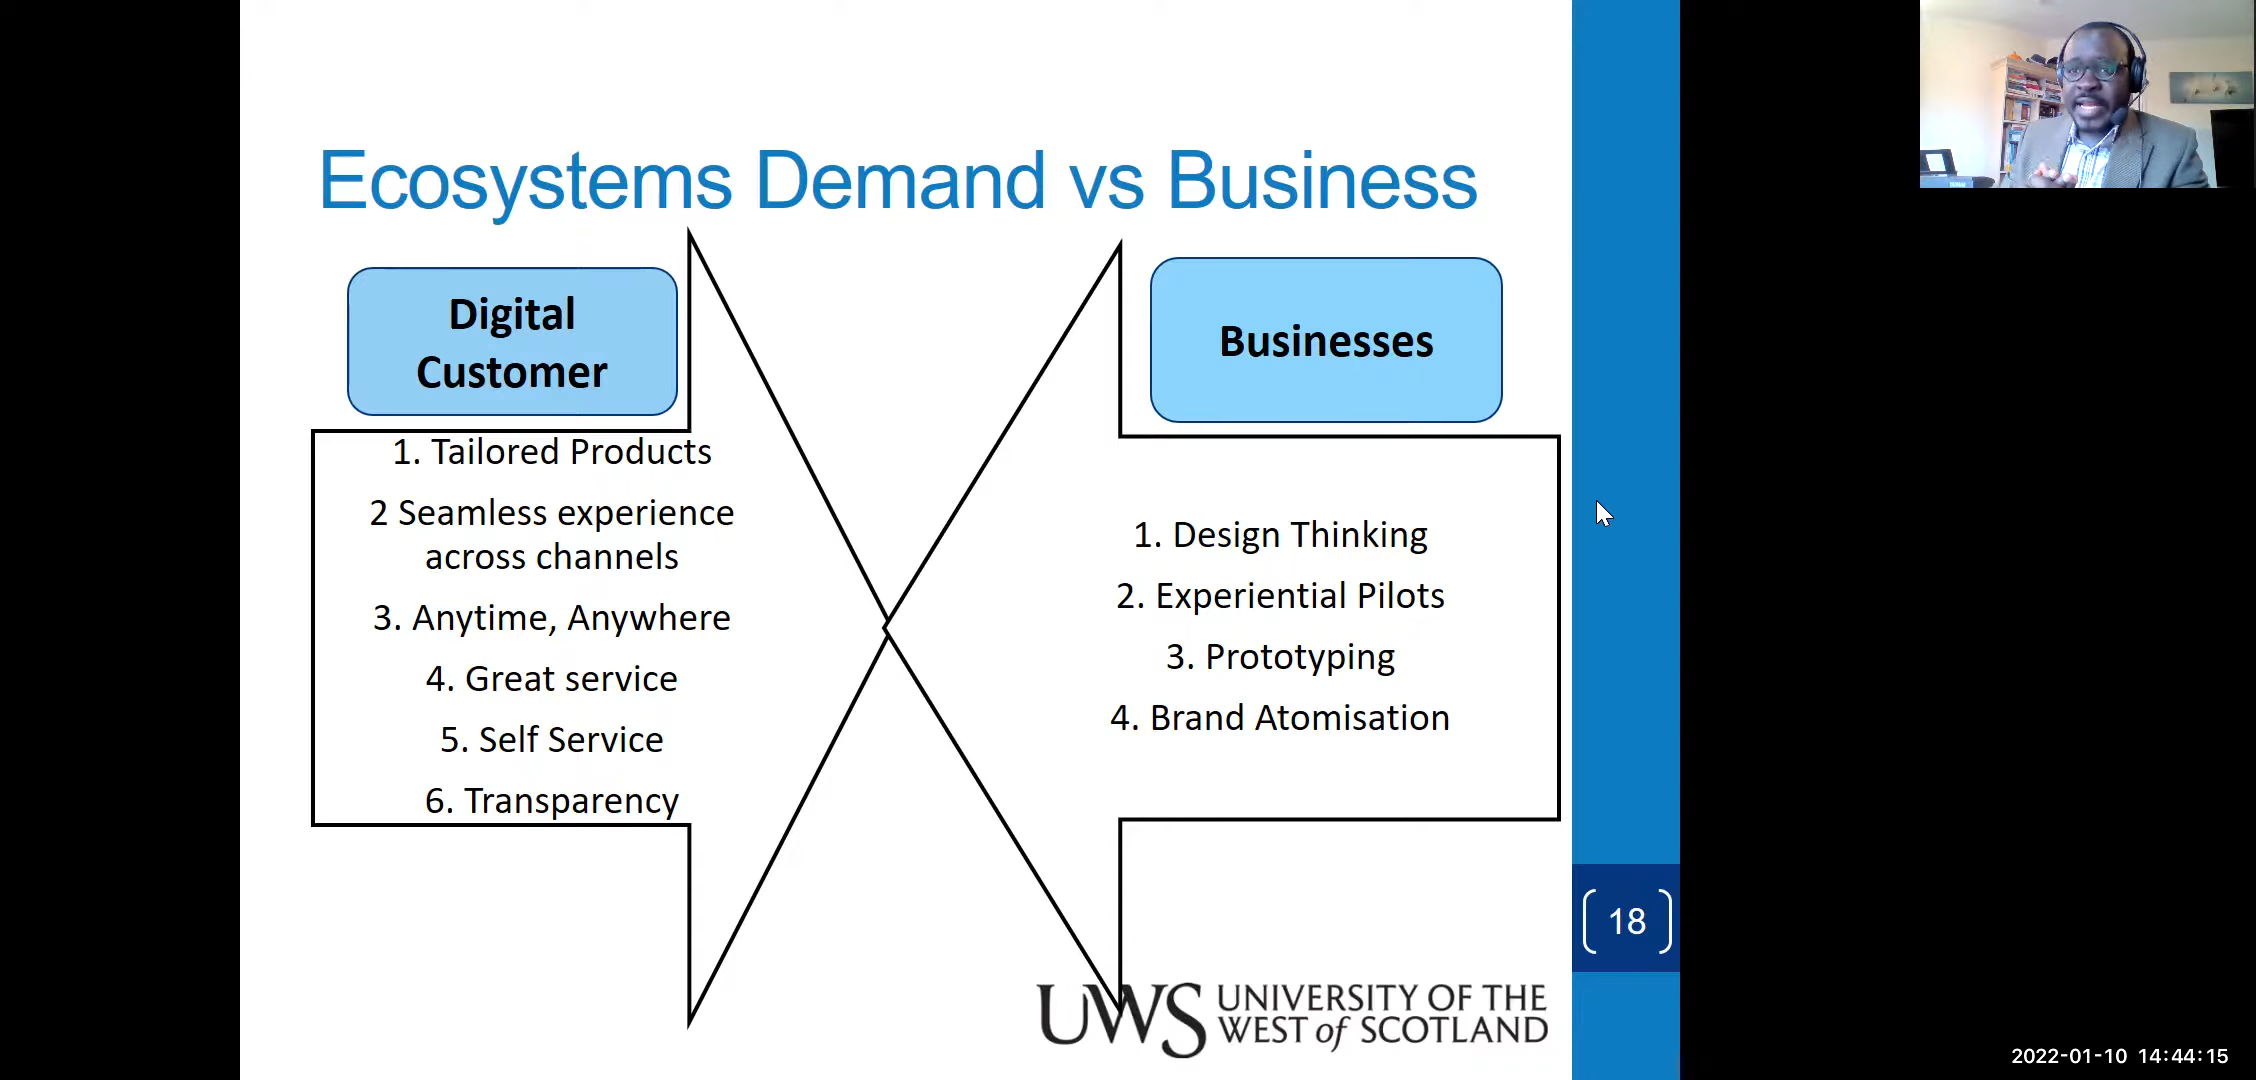 Ecosystems Demand vs Business
Digital
Customer
1. Tailored Products
2 Seamless experience
across channels
3. Anytime, Anywhere
4. Great service
5. Self Service
6. Transparency
Businesses
1. Design Thinking
2. Experiential Pilots
3. Prototyping
4. Brand Atomisation
18
UWS UNIVERSITY OF THE
WEST of SCOTLAND
2022-01-10 14:44:15